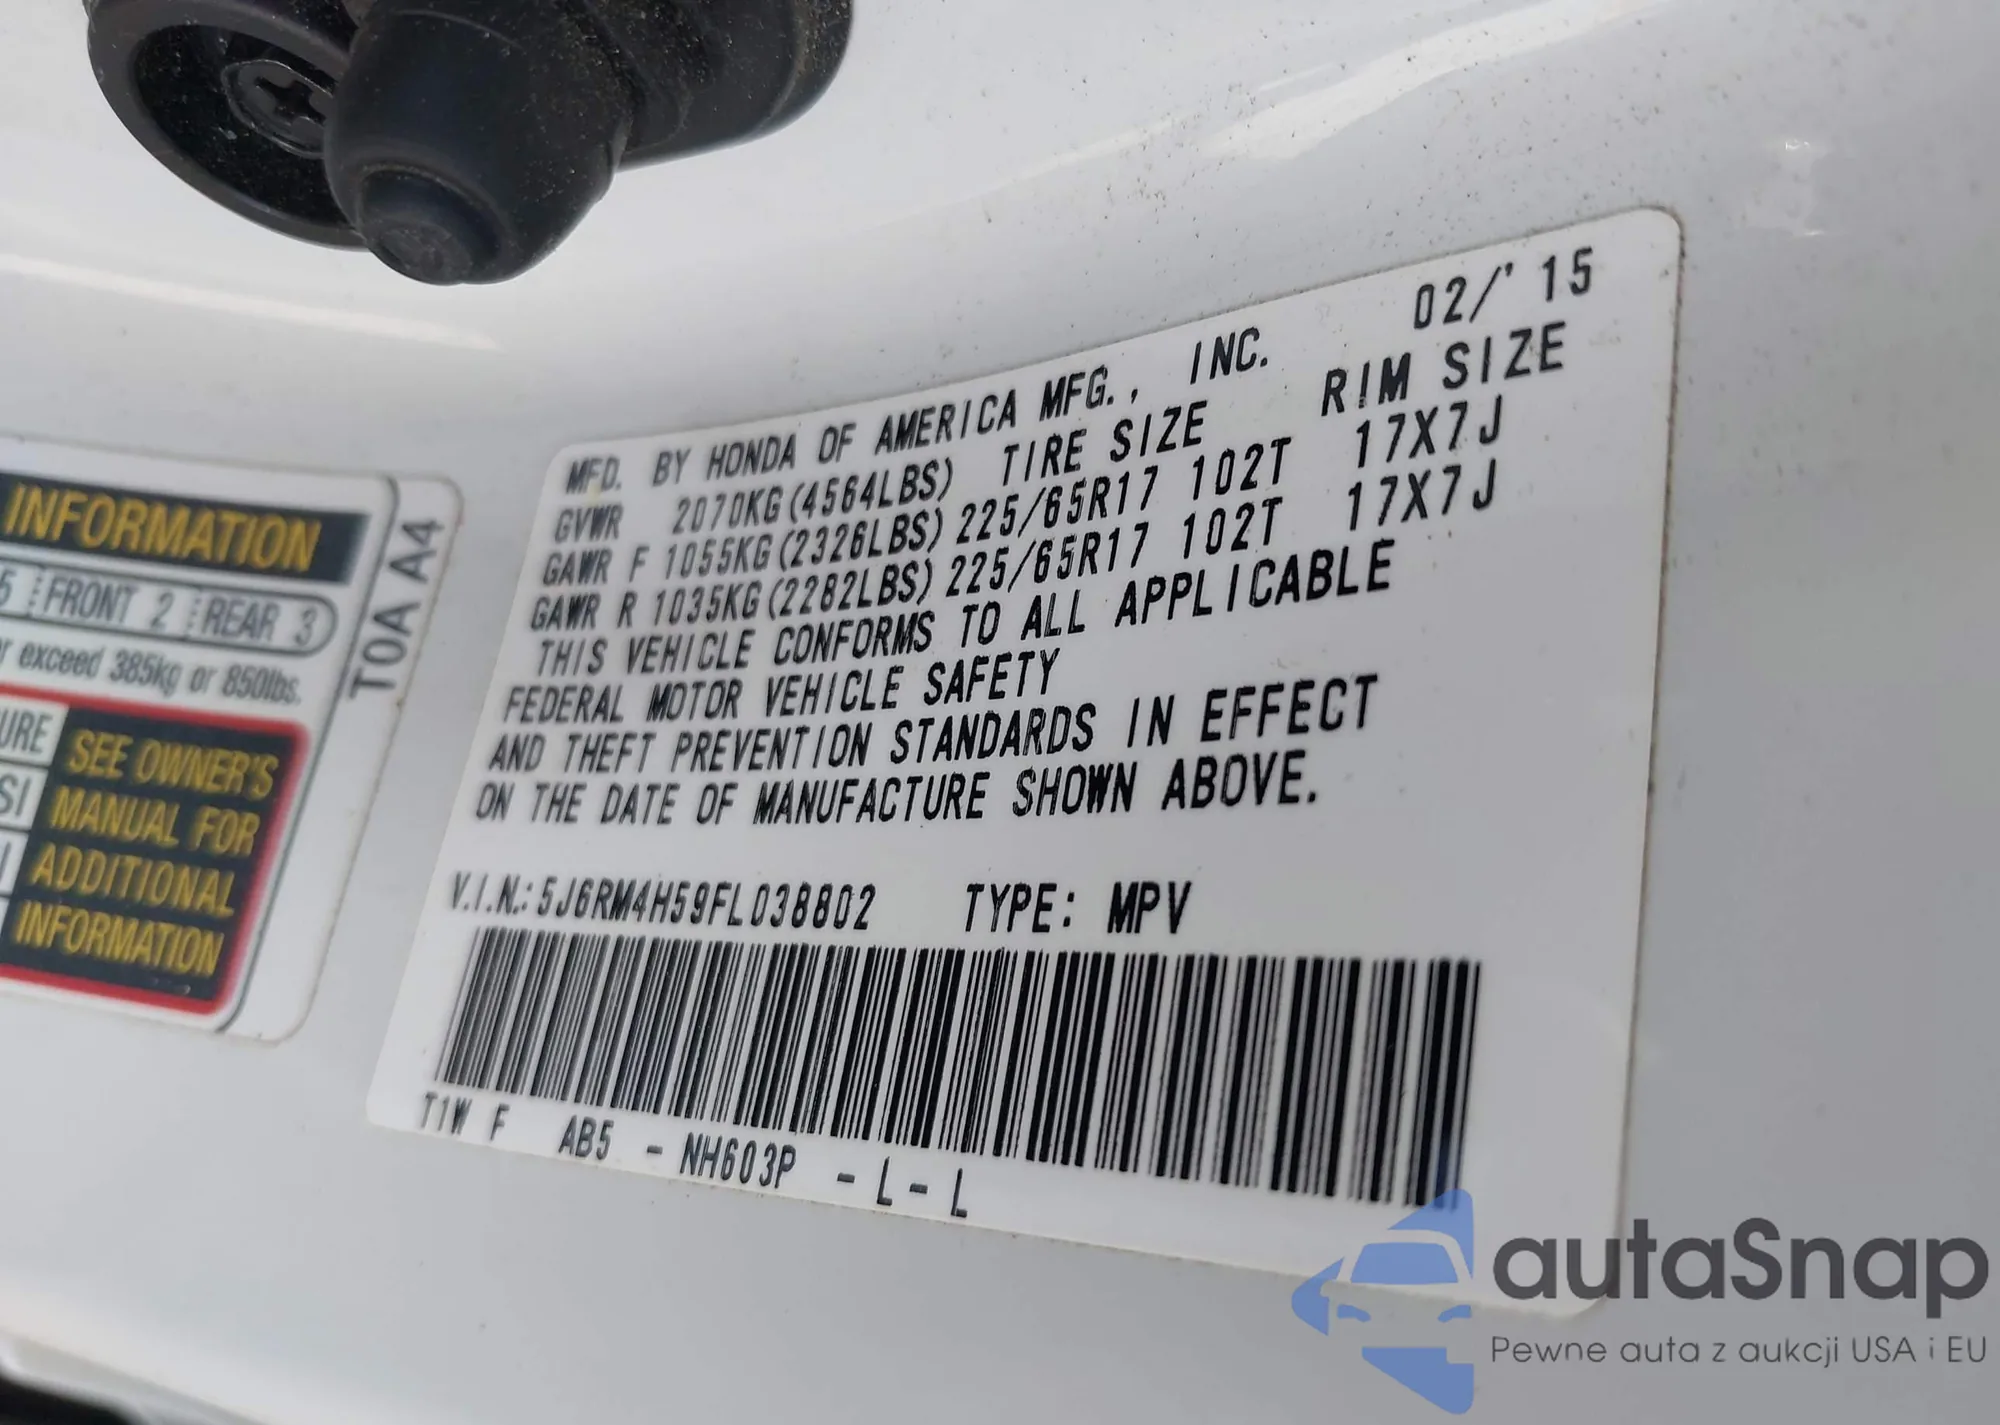 INFORMATION
5 FRONT 2 REAR 3
exceed 385kg or 850lbs.
SEE OWNER'S
MANUAL FOR
ADDITIONAL
INFORMATION
T0A A4
02/'15
MFD. BY HONDA OF AMERICA MFG., INC.
GVWR 2070KG(4564LBS) TIRE SIZE RIM SIZE
GAWR F 1055KG(2326LBS) 225/65R17 102T 17X7J
GAWR R 1035KG(2282LBS) 225/65R17 102T 17X7J
THIS VEHICLE CONFORMS TO ALL APPLICABLE
FEDERAL MOTOR VEHICLE SAFETY
AND THEFT PREVENTION STANDARDS IN EFFECT
ON THE DATE OF MANUFACTURE SHOWN ABOVE.
V.I.N.: 5J6RM4H59FL038802 TYPE: MPV
T1W F AB5 - NH603P - L - L
autaSnap
Pewne auta z aukcji USA i EU